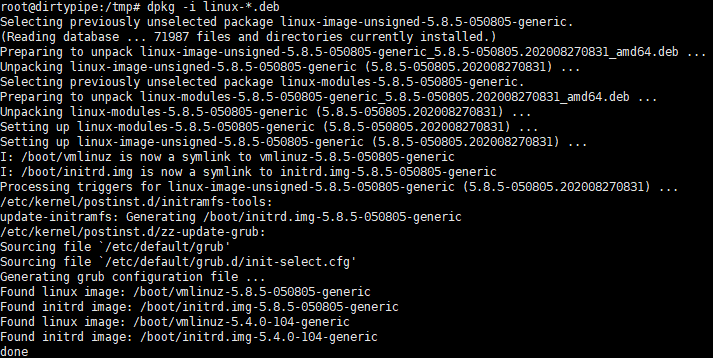 root@dirtypipe:/tmp# dpkg -i linux-*.deb
Selecting previously unselected package linux-image-unsigned-5.8.5-050805-generic.
(Reading database ... 71987 files and directories currently installed.)
Preparing to unpack linux-image-unsigned-5.8.5-050805-generic_5.8.5-050805.202008270831_amd64.deb ...
Unpacking linux-image-unsigned-5.8.5-050805-generic (5.8.5-050805.202008270831) ...
Selecting previously unselected package linux-modules-5.8.5-050805-generic.
Preparing to unpack linux-modules-5.8.5-050805-generic_5.8.5-050805.202008270831_amd64.deb ...
Unpacking linux-modules-5.8.5-050805-generic (5.8.5-050805.202008270831) ...
Setting up linux-modules-5.8.5-050805-generic (5.8.5-050805.202008270831) ...
Setting up linux-image-unsigned-5.8.5-050805-generic (5.8.5-050805.202008270831) ...
I: /boot/vmlinuz is now a symlink to vmlinuz-5.8.5-050805-generic
I: /boot/initrd.img is now a symlink to initrd.img-5.8.5-050805-generic
Processing triggers for linux-image-unsigned-5.8.5-050805-generic (5.8.5-050805.202008270831) ...
/etc/kernel/postinst.d/initramfs-tools:
update-initramfs: Generating /boot/initrd.img-5.8.5-050805-generic
/etc/kernel/postinst.d/zz-update-grub:
Sourcing file `/etc/default/grub'
Sourcing file `/etc/default/grub.d/init-select.cfg'
Generating grub configuration file ...
Found linux image: /boot/vmlinuz-5.8.5-050805-generic
Found initrd image: /boot/initrd.img-5.8.5-050805-generic
Found linux image: /boot/vmlinuz-5.4.0-104-generic
Found initrd image: /boot/initrd.img-5.4.0-104-generic
done